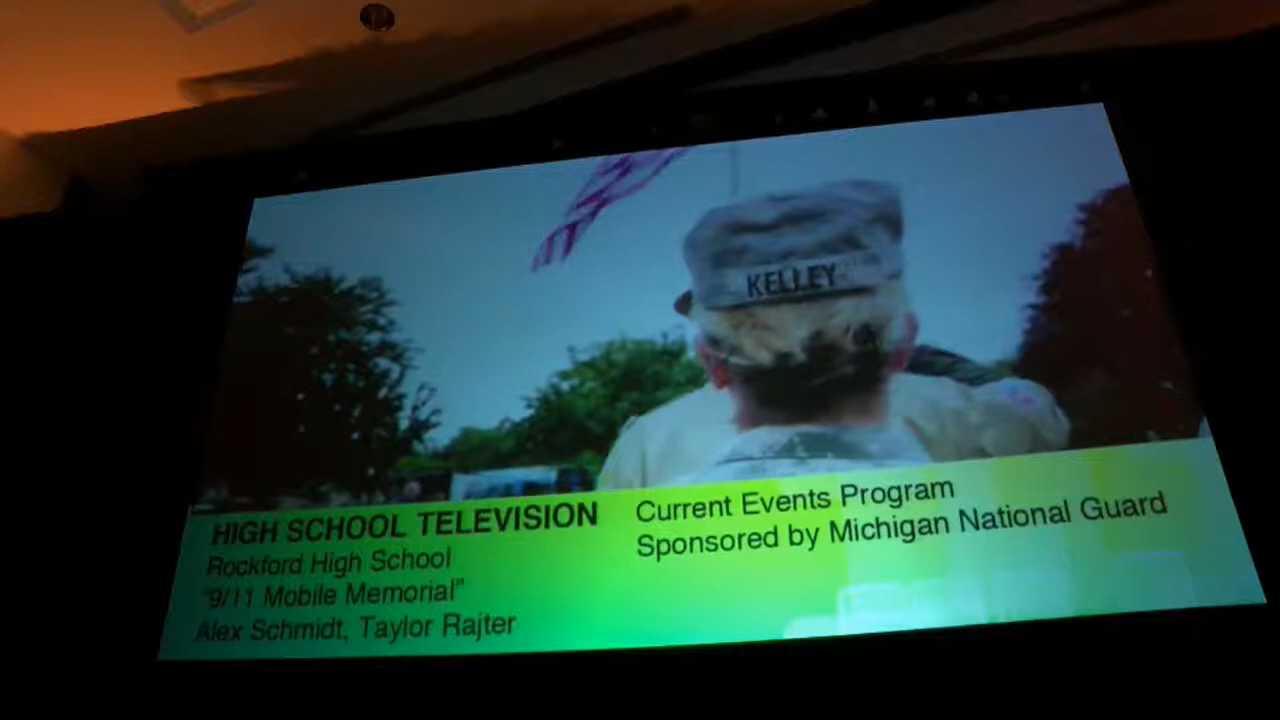 KELLEY
HIGH SCHOOL TELEVISION
Rockford High School
"9/11 Mobile Memorial"
Alex Schmidt, Taylor Rajter
Current Events Program
Sponsored by Michigan National Guard